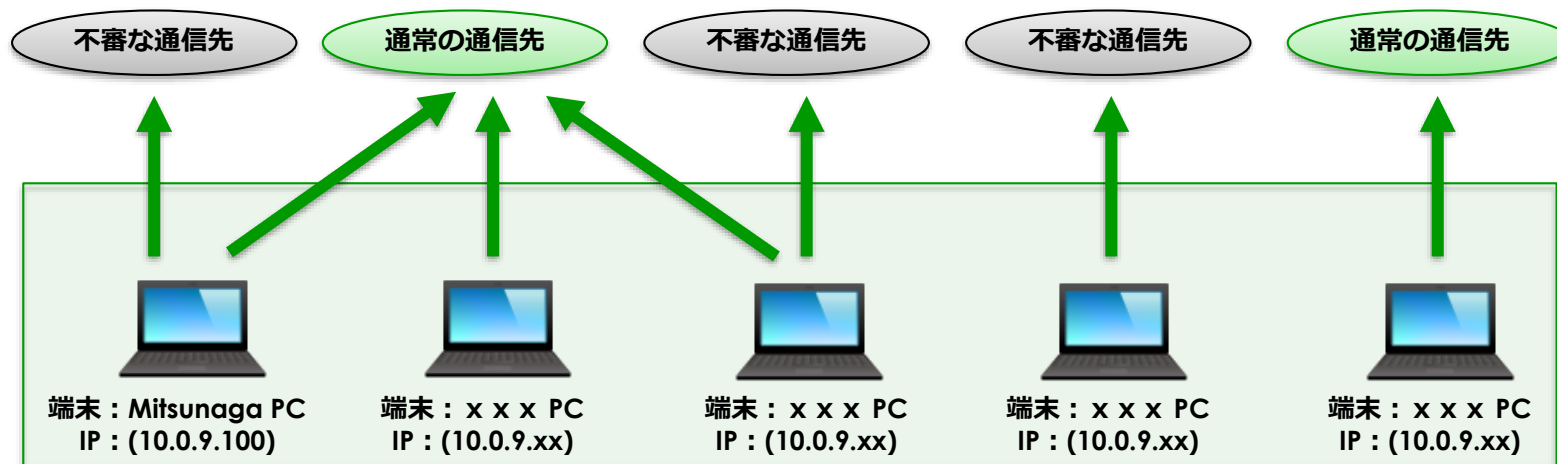 不審な通信先
通常の通信先
不審な通信先
不審な通信先
通常の通信先
端末：Mitsunaga PC
IP：(10.0.9.100)
端末：ｘｘｘ PC
IP：(10.0.9.xx)
端末：ｘｘｘ PC
IP：(10.0.9.xx)
端末：ｘｘｘ PC
IP：(10.0.9.xx)
端末：ｘｘｘ PC
IP：(10.0.9.xx)